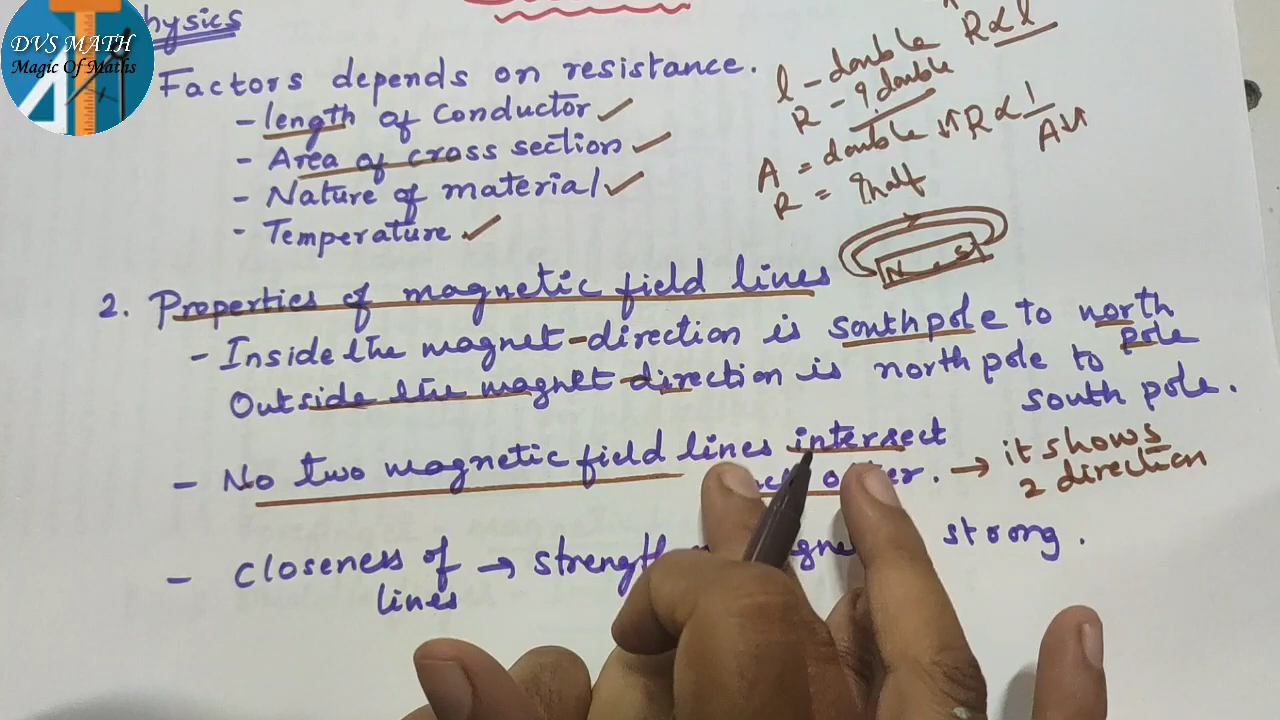 DVS MATH
Magic Of Maths
hysics
Factors depends on resistance.
- length of Conductor
- Area of cross section
- Nature of material
- Temperature
l - double R∝l
R - double
A = double ↓↑ R∝1/A↓↑
R = half
N S
2. Properties of magnetic field lines
- Inside the magnet - direction is south pole to north pole
Outside the magnet - direction is north pole to south pole.
- No two magnetic field lines intersect
→ it shows
2 direction
- closeness of lines → strength strong.